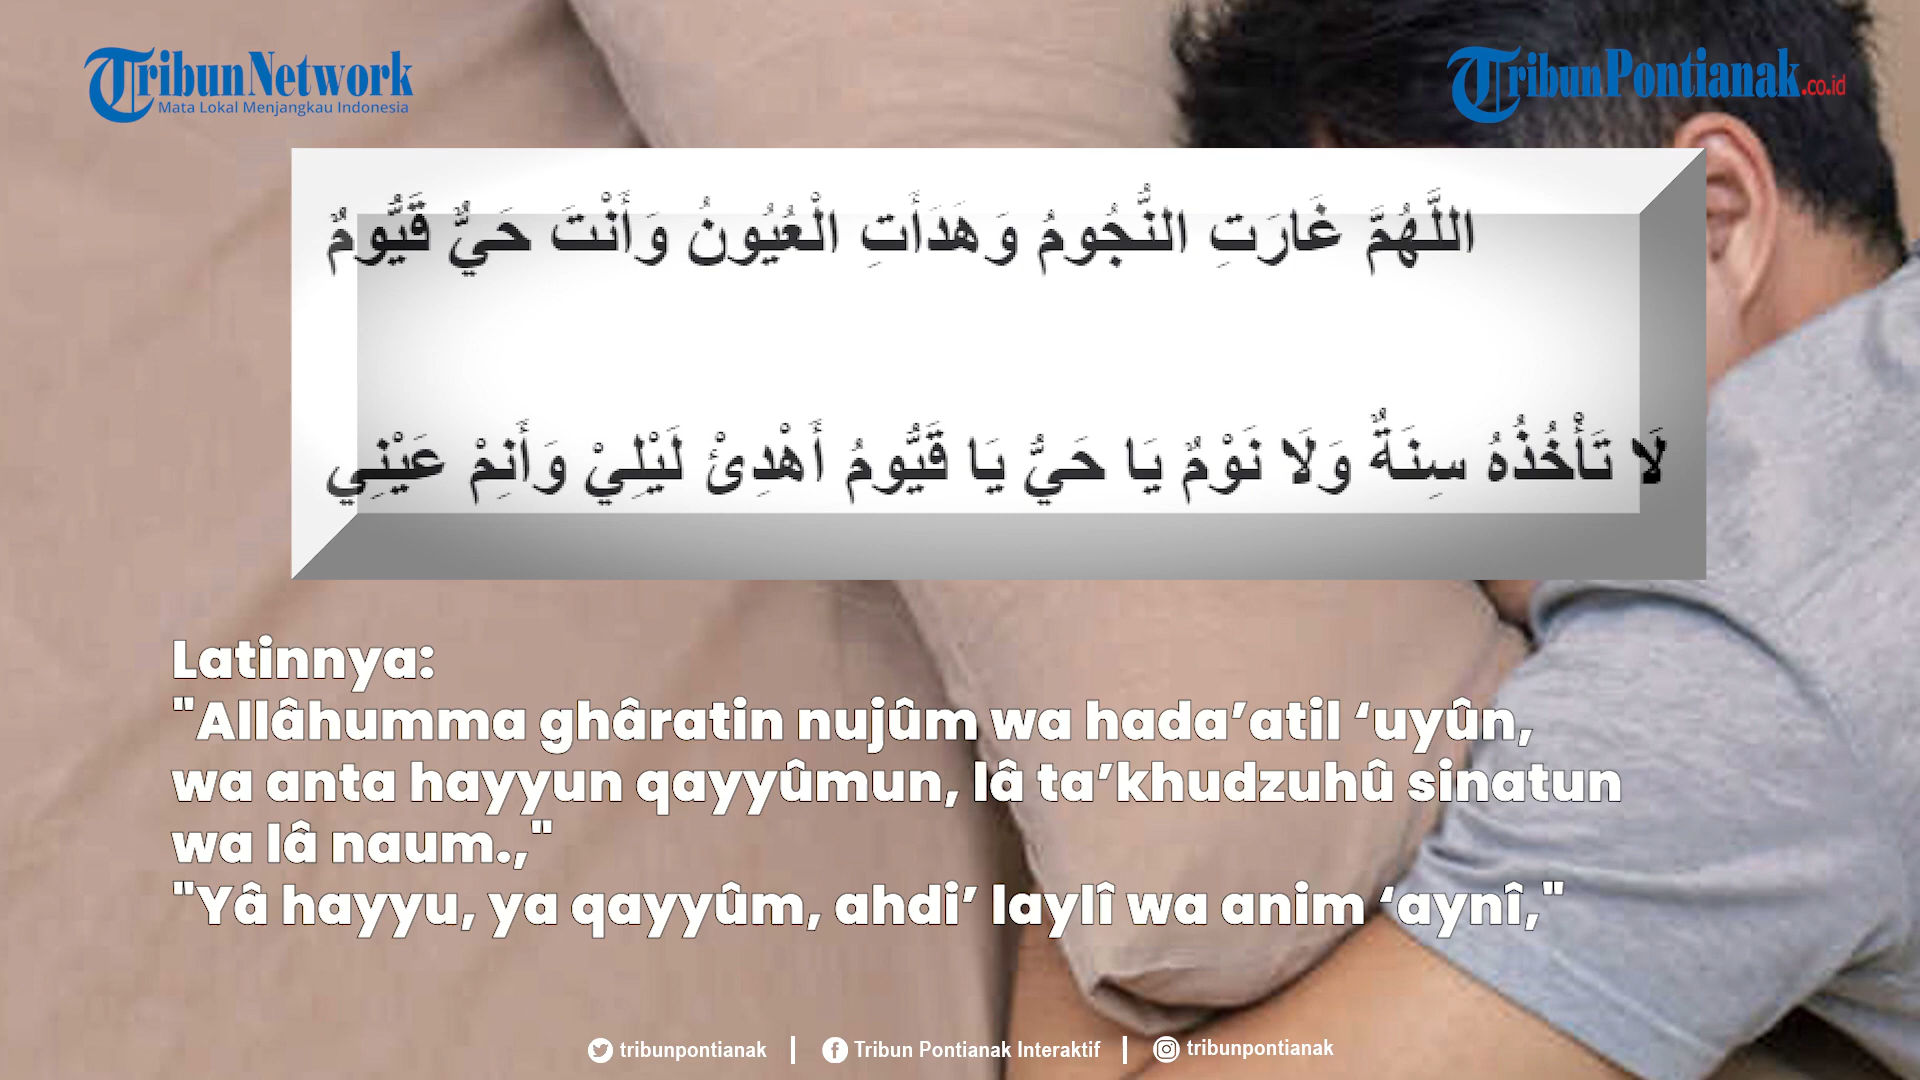 TribunNetwork
Mata Lokal Menjangkau Indonesia
TribunPontianak.co.id
اللَّهُمَّ غَارَتِ النُّجُومُ وَهَدَأَتِ الْعُيُونُ وَأَنْتَ حَيٌّ قَيُّومٌ
لَا تَأْخُذُهُ سِنَةٌ وَلَا نَوْمٌ يَا حَيُّ يَا قَيُّومُ أَهْدِئْ لَيْلِيْ وَأَنِمْ عَيْنِي
Latinnya:
"Allâhumma ghâratin nujûm wa hada’atil ‘uyûn,
wa anta hayyun qayyûmun, lâ ta’khudzuhû sinatun
wa lâ naum.,"
"Yâ hayyu, ya qayyûm, ahdi’ laylî wa anim ‘aynî,"
tribunpontianak | Tribun Pontianak Interaktif | tribunpontianak